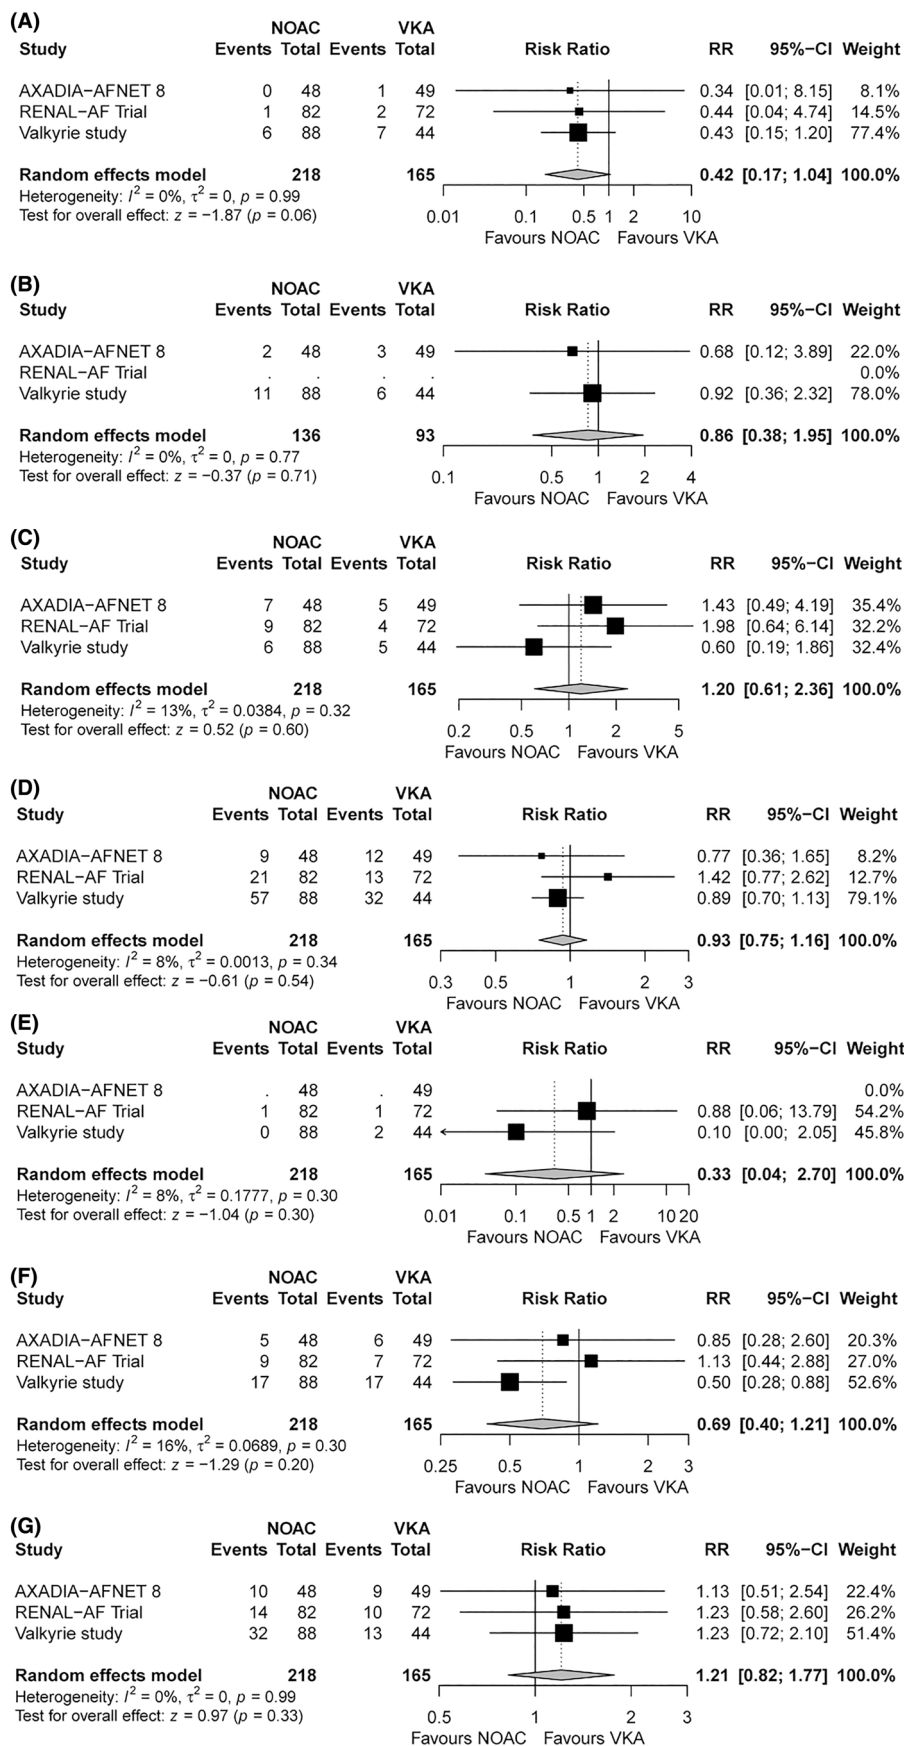 (A)
NOAC VKA
Study Events Total Events Total Risk Ratio RR 95%−CI Weight
AXADIA−AFNET 8 0 48 1 49 0.34 [0.01; 8.15] 8.1%
RENAL−AF Trial 1 82 2 72 0.44 [0.04; 4.74] 14.5%
Valkyrie study 6 88 7 44 0.43 [0.15; 1.20] 77.4%
Random effects model 218 165 0.42 [0.17; 1.04] 100.0%
Heterogeneity: I² = 0%, τ² = 0, p = 0.99
Test for overall effect: z = −1.87 (p = 0.06)
0.01 0.1 0.5 1 2 10
Favours NOAC Favours VKA
(B)
NOAC VKA
Study Events Total Events Total Risk Ratio RR 95%−CI Weight
AXADIA−AFNET 8 2 48 3 49 0.68 [0.12; 3.89] 22.0%
RENAL−AF Trial . . . . 0.0%
Valkyrie study 11 88 6 44 0.92 [0.36; 2.32] 78.0%
Random effects model 136 93 0.86 [0.38; 1.95] 100.0%
Heterogeneity: I² = 0%, τ² = 0, p = 0.77
Test for overall effect: z = −0.37 (p = 0.71)
0.1 0.5 1 2 4
Favours NOAC Favours VKA
(C)
NOAC VKA
Study Events Total Events Total Risk Ratio RR 95%−CI Weight
AXADIA−AFNET 8 7 48 5 49 1.43 [0.49; 4.19] 35.4%
RENAL−AF Trial 9 82 4 72 1.98 [0.64; 6.14] 32.2%
Valkyrie study 6 88 5 44 0.60 [0.19; 1.86] 32.4%
Random effects model 218 165 1.20 [0.61; 2.36] 100.0%
Heterogeneity: I² = 13%, τ² = 0.0384, p = 0.32
Test for overall effect: z = 0.52 (p = 0.60)
0.2 0.5 1 2 5
Favours NOAC Favours VKA
(D)
NOAC VKA
Study Events Total Events Total Risk Ratio RR 95%−CI Weight
AXADIA−AFNET 8 9 48 12 49 0.77 [0.36; 1.65] 8.2%
RENAL−AF Trial 21 82 13 72 1.42 [0.77; 2.62] 12.7%
Valkyrie study 57 88 32 44 0.89 [0.70; 1.13] 79.1%
Random effects model 218 165 0.93 [0.75; 1.16] 100.0%
Heterogeneity: I² = 8%, τ² = 0.0013, p = 0.34
Test for overall effect: z = −0.61 (p = 0.54)
0.3 0.5 1 2 3
Favours NOAC Favours VKA
(E)
NOAC VKA
Study Events Total Events Total Risk Ratio RR 95%−CI Weight
AXADIA−AFNET 8 . 48 . 49 0.0%
RENAL−AF Trial 1 82 1 72 0.88 [0.06; 13.79] 54.2%
Valkyrie study 0 88 2 44 0.10 [0.00; 2.05] 45.8%
Random effects model 218 165 0.33 [0.04; 2.70] 100.0%
Heterogeneity: I² = 8%, τ² = 0.1777, p = 0.30
Test for overall effect: z = −1.04 (p = 0.30)
0.01 0.1 0.5 1 2 10 20
Favours NOAC Favours VKA
(F)
NOAC VKA
Study Events Total Events Total Risk Ratio RR 95%−CI Weight
AXADIA−AFNET 8 5 48 6 49 0.85 [0.28; 2.60] 20.3%
RENAL−AF Trial 9 82 7 72 1.13 [0.44; 2.88] 27.0%
Valkyrie study 17 88 17 44 0.50 [0.28; 0.88] 52.6%
Random effects model 218 165 0.69 [0.40; 1.21] 100.0%
Heterogeneity: I² = 16%, τ² = 0.0689, p = 0.30
Test for overall effect: z = −1.29 (p = 0.20)
0.25 0.5 1 2 3
Favours NOAC Favours VKA
(G)
NOAC VKA
Study Events Total Events Total Risk Ratio RR 95%−CI Weight
AXADIA−AFNET 8 10 48 9 49 1.13 [0.51; 2.54] 22.4%
RENAL−AF Trial 14 82 10 72 1.23 [0.58; 2.60] 26.2%
Valkyrie study 32 88 13 44 1.23 [0.72; 2.10] 51.4%
Random effects model 218 165 1.21 [0.82; 1.77] 100.0%
Heterogeneity: I² = 0%, τ² = 0, p = 0.99
Test for overall effect: z = 0.97 (p = 0.33)
0.5 1 2 3
Favours NOAC Favours VKA